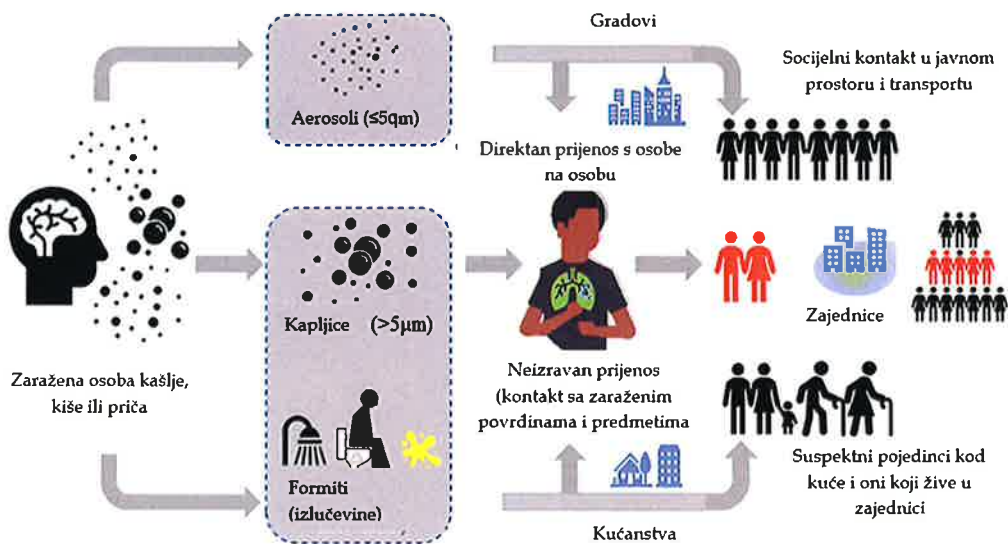 Gradovi
Aerosoli (≤5qm)
Socijelni kontakt u javnom
prostoru i transportu
Direktan prijenos s osobe
na osobu
Kapljice (>5μm)
Zajednice
Zaražena osoba kašlje,
kiše ili priča
Neizravan prijenos
(kontakt sa zaraženim
povrđinama i predmetima
Formiti
(izlučevine)
Suspektni pojedinci kod
kuće i oni koji žive u
zajednici
Kućanstva